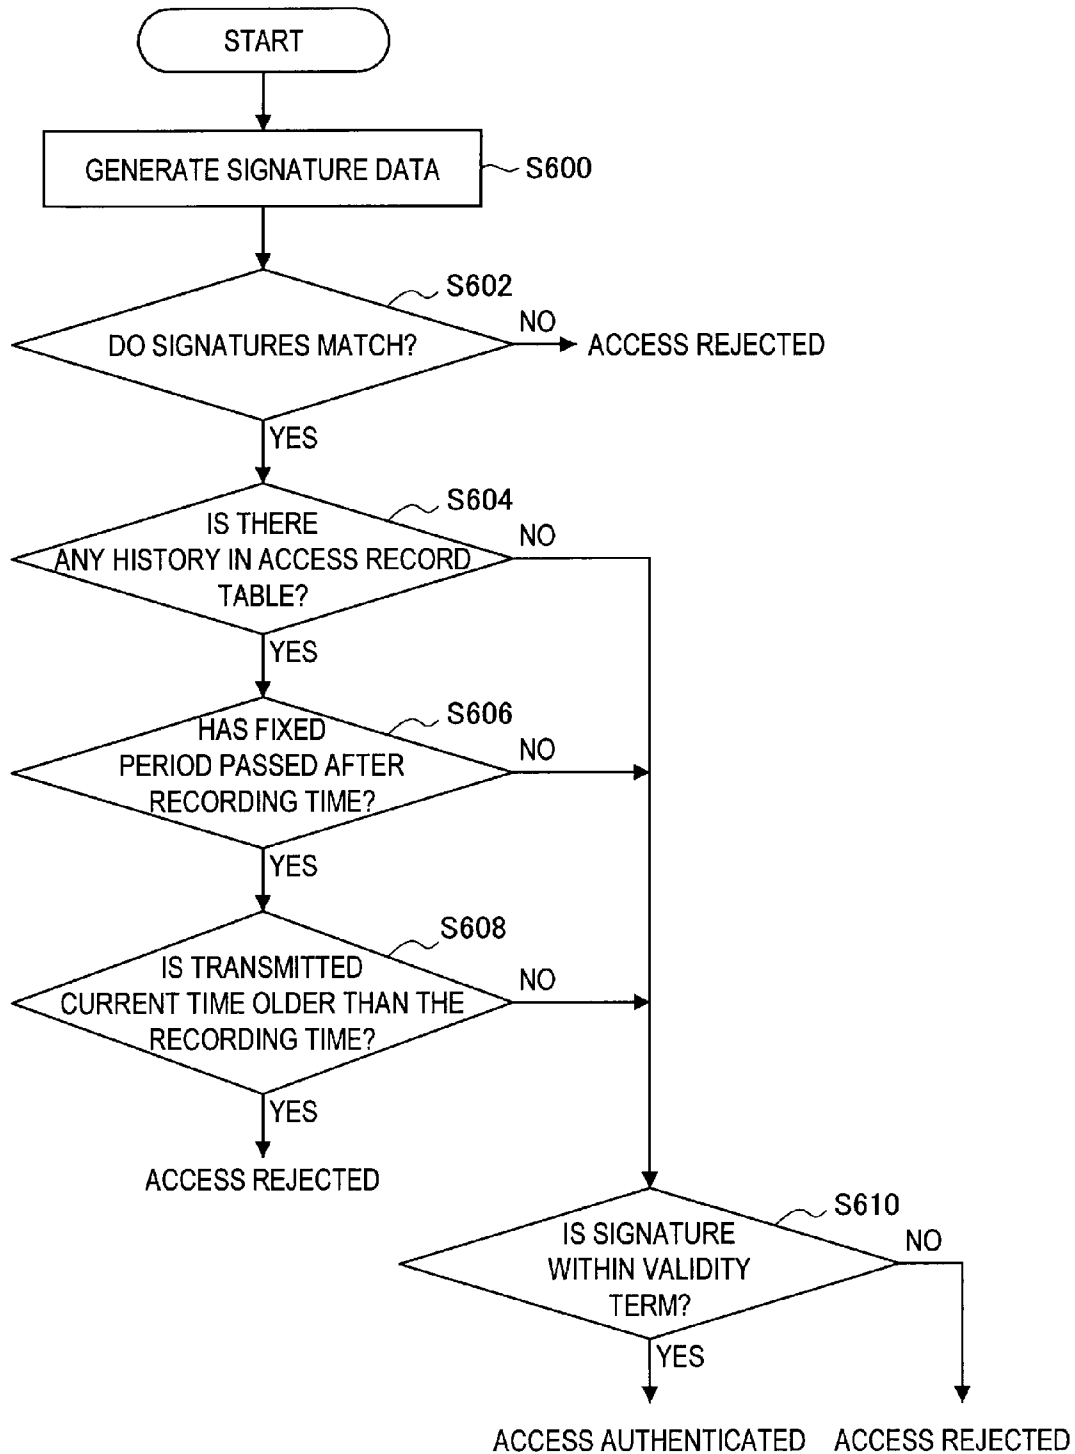 START
GENERATE SIGNATURE DATA
S600
S602
DO SIGNATURES MATCH?
NO
ACCESS REJECTED
YES
S604
IS THERE
ANY HISTORY IN ACCESS RECORD
TABLE?
NO
YES
S606
HAS FIXED
PERIOD PASSED AFTER
RECORDING TIME?
NO
YES
S608
IS TRANSMITTED
CURRENT TIME OLDER THAN THE
RECORDING TIME?
NO
YES
ACCESS REJECTED
S610
IS SIGNATURE
WITHIN VALIDITY
TERM?
NO
YES
ACCESS AUTHENTICATED
ACCESS REJECTED